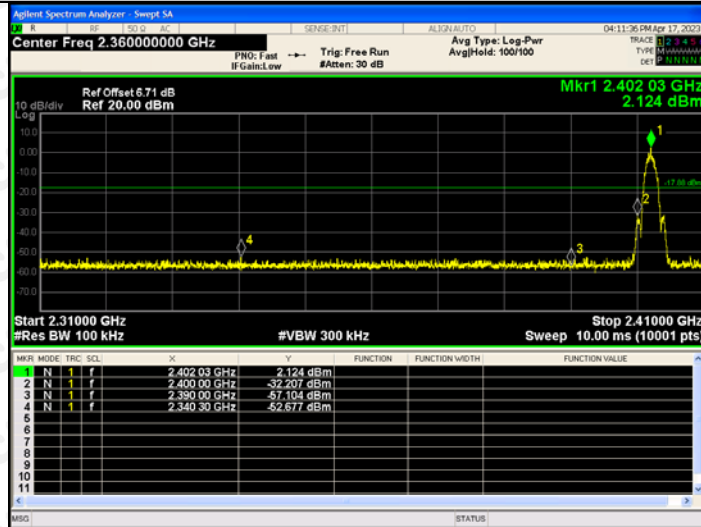 Agilent Spectrum Analyzer - Swept SA
R RF 50 Ω AC SENSE:INT ALIGN AUTO 04:11:36 PM Apr 17, 2023
Center Freq 2.360000000 GHz Avg Type: Log-Pwr TRACE 1 2 3 4 5
PNO: Fast Trig: Free Run Avg|Hold: 100/100 TYPE M
IFGain:Low #Atten: 30 dB DET P N N N N
Mkr1 2.402 03 GHz
Ref Offset 6.71 dB
10 dB/div Ref 20.00 dBm 2.124 dBm
Log
10.0
0.00
-10.0
-20.0
-30.0
-40.0
-50.0
-60.0
-70.0
1
-17.88 dBm
2
4
3
Start 2.31000 GHz Stop 2.41000 GHz
#Res BW 100 kHz #VBW 300 kHz Sweep 10.00 ms (10001 pts)
MKR MODE TRC SCL X Y FUNCTION FUNCTION WIDTH FUNCTION VALUE
1 N 1 f 2.402 03 GHz 2.124 dBm
2 N 1 f 2.400 00 GHz -32.207 dBm
3 N 1 f 2.390 00 GHz -57.104 dBm
4 N 1 f 2.340 30 GHz -52.677 dBm
5
6
7
8
9
10
11
MSG STATUS